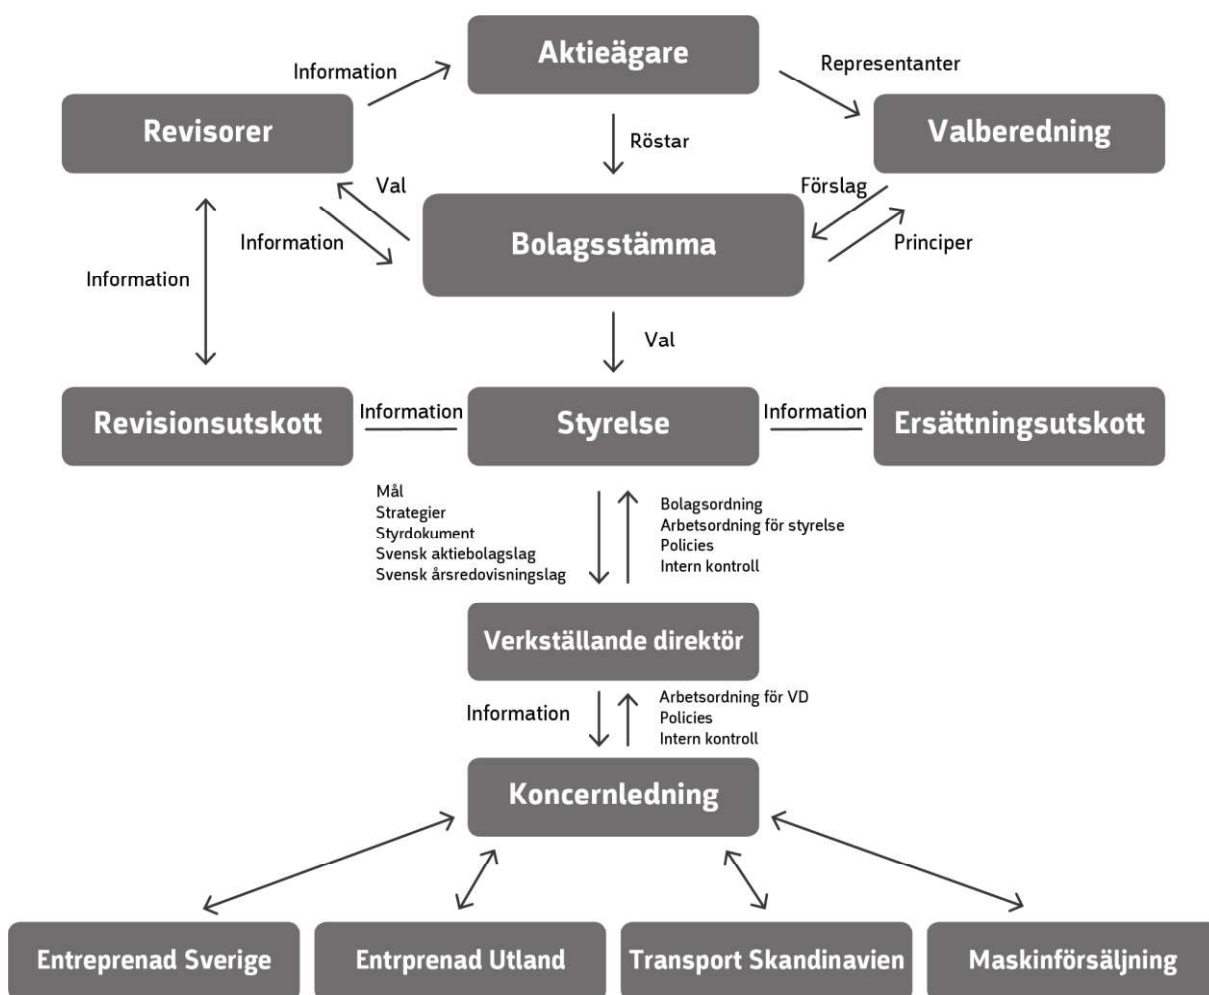 Aktieägare
Information
Representanter
Revisorer
Valberedning
Röstar
Val
Förslag
Information
Bolagsstämma
Principer
Information
Val
Revisionsutskott
Information
Styrelse
Information
Ersättningsutskott
Mål
Strategier
Styrdokument
Svensk aktiebolagslag
Svensk årsredovisningslag
Bolagsordning
Arbetsordning för styrelse
Policies
Intern kontroll
Verkställande direktör
Information
Arbetsordning för VD
Policies
Intern kontroll
Koncernledning
Entreprenad Sverige
Entrprenad Utland
Transport Skandinavien
Maskinförsäljning